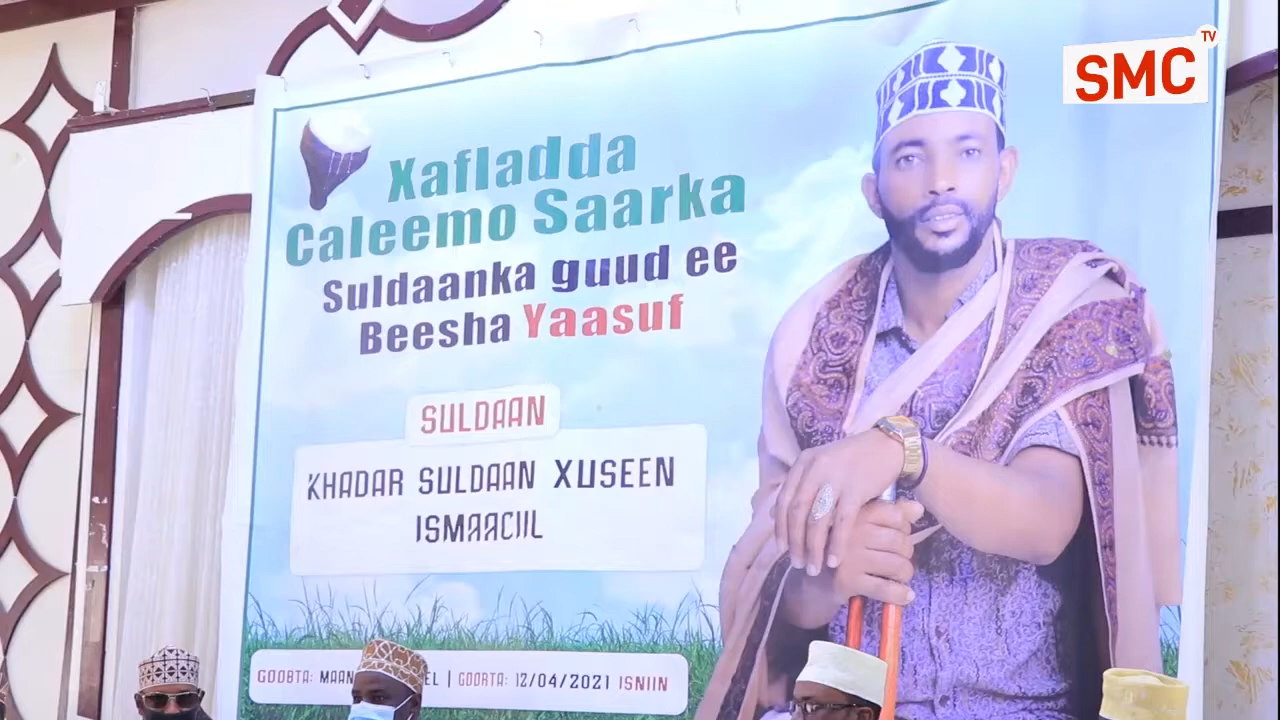 SMC TV
Xafladda
Caleemo Saarka
Suldaanka guud ee
Beesha Yaasuf
SULDAAN
KHADAR SULDAAN XUSEEN
ISMAACIIL
GOOBTA: | GOORTA: 12/04/2021 ISNIIN